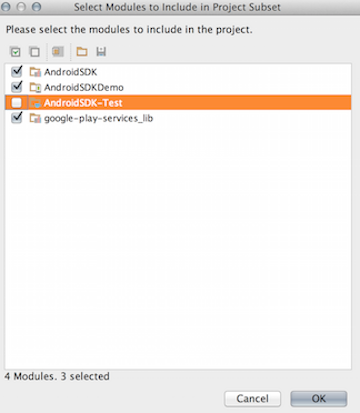 Select Modules to Include in Project Subset
Please select the modules to include in the project.
AndroidSDK
AndroidSDKDemo
AndroidSDK-Test
google-play-services_lib
4 Modules. 3 selected
Cancel
OK